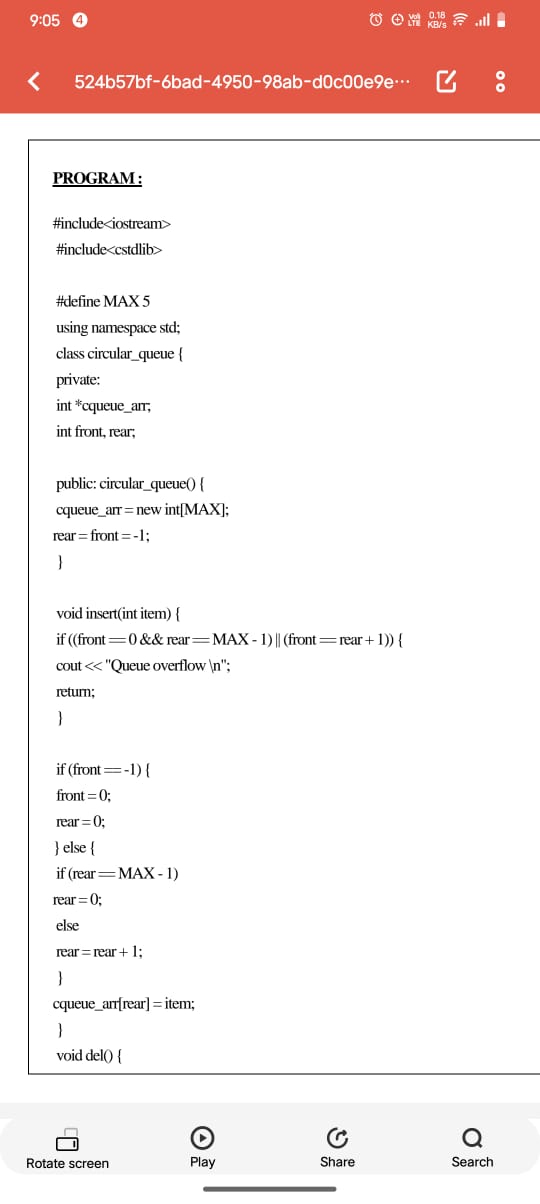 9:05 4
Vo) LTE 0.18 KB/s
524b57bf-6bad-4950-98ab-d0c00e9e···
PROGRAM:
#include<iostream>
#include<cstdlib>
#define MAX 5
using namespace std;
class circular_queue {
private:
int *cqueue_arr;
int front, rear;
public: circular_queue() {
cqueue_arr = new int[MAX];
rear = front = -1;
}
void insert(int item) {
if ((front == 0 && rear == MAX - 1) || (front == rear + 1)) {
cout << "Queue overflow \n";
return;
}
if (front == -1) {
front = 0;
rear = 0;
} else {
if (rear == MAX - 1)
rear = 0;
else
rear = rear + 1;
}
cqueue_arr[rear] = item;
}
void del() {
Rotate screen
Play
Share
Search